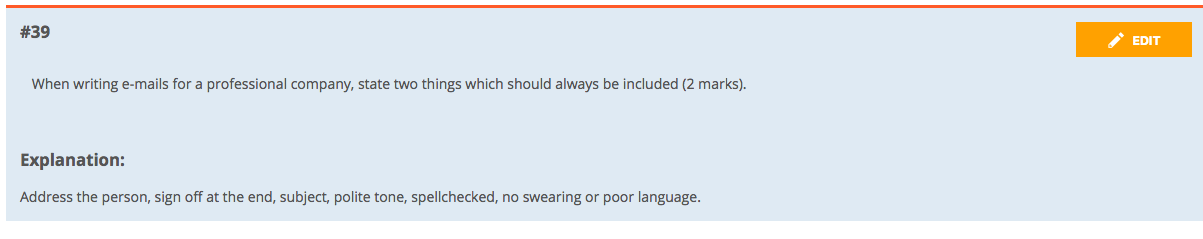 #39
EDIT
When writing e-mails for a professional company, state two things which should always be included (2 marks).
Explanation:
Address the person, sign off at the end, subject, polite tone, spellchecked, no swearing or poor language.